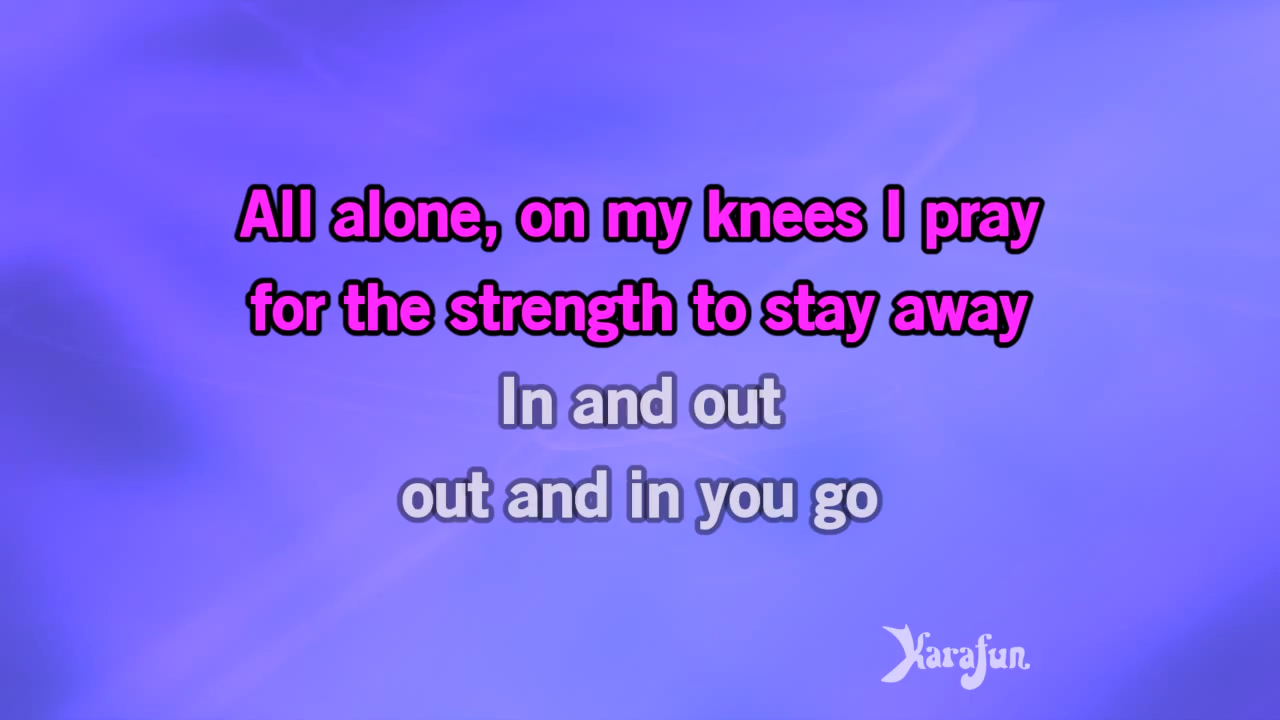 All alone, on my knees I pray
for the strength to stay away
In and out
out and in you go
Karafun